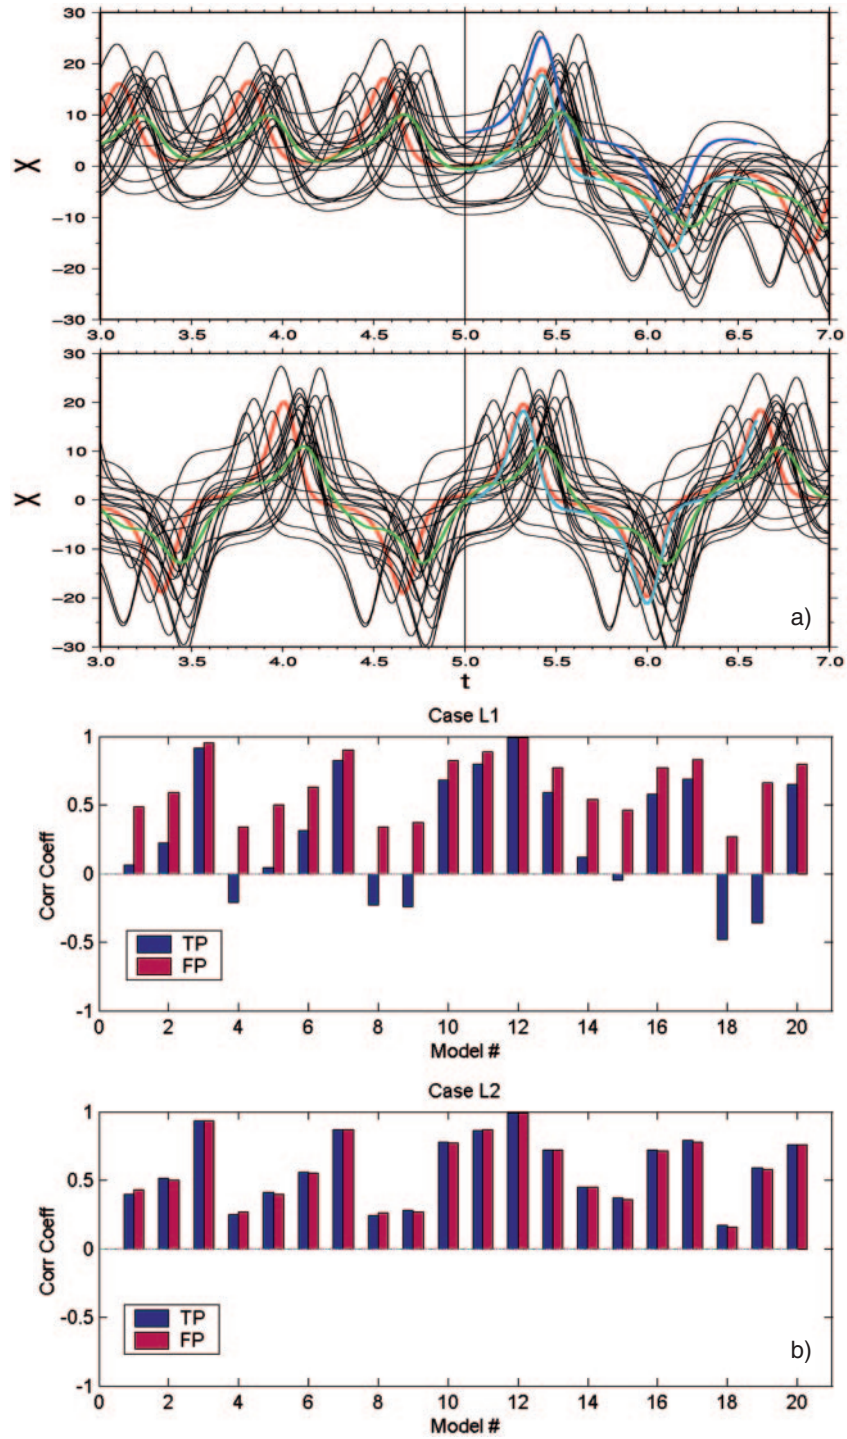 30
20
10
0
-10
-20
-30
X
3.0 3.5 4.0 4.5 5.0 5.5 6.0 6.5 7.0
30
20
10
0
-10
-20
-30
X
a)
3.0 3.5 4.0 4.5 5.0 5.5 6.0 6.5 7.0
t
Case L1
1
0.5
0
-0.5
-1
Corr Coeff
TP
FP
0 2 4 6 8 10 12 14 16 18 20
Model #
Case L2
1
0.5
0
-0.5
-1
Corr Coeff
TP
FP
b)
0 2 4 6 8 10 12 14 16 18 20
Model #